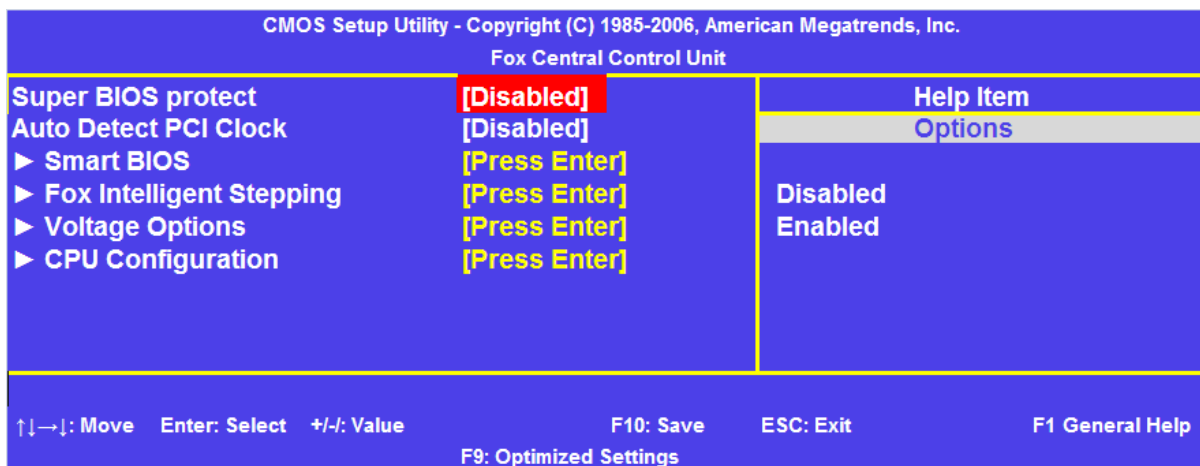 CMOS Setup Utility - Copyright (C) 1985-2006, American Megatrends, Inc.
Fox Central Control Unit
Super BIOS protect [Disabled]
Auto Detect PCI Clock [Disabled]
► Smart BIOS [Press Enter]
► Fox Intelligent Stepping [Press Enter]
► Voltage Options [Press Enter]
► CPU Configuration [Press Enter]
Help Item
Options
Disabled
Enabled
↑↓→↓: Move Enter: Select +/-/: Value F10: Save ESC: Exit F1 General Help
F9: Optimized Settings